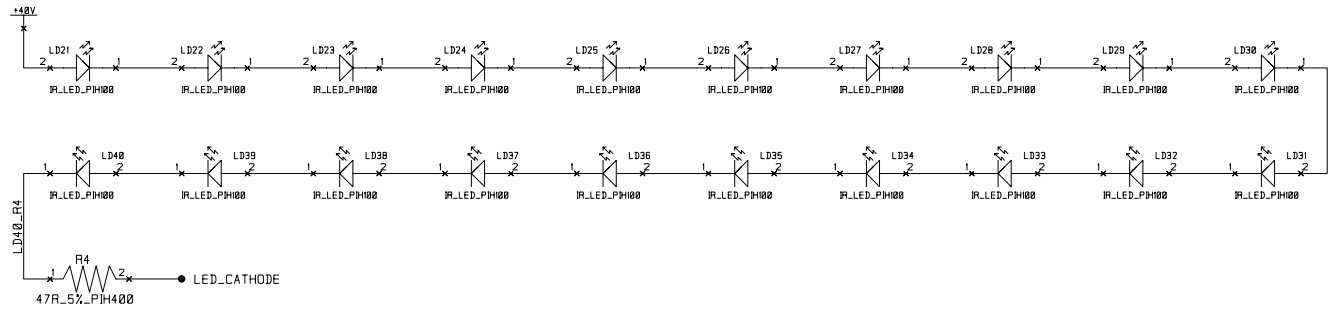 +40V
LD21 LD22 LD23 LD24 LD25 LD26 LD27 LD28 LD29 LD30
2 1 2 1 2 1 2 1 2 1 2 1 2 1 2 1 2 1 2 1
IR_LED_PIH100 IR_LED_PIH100 IR_LED_PIH100 IR_LED_PIH100 IR_LED_PIH100 IR_LED_PIH100 IR_LED_PIH100 IR_LED_PIH100 IR_LED_PIH100 IR_LED_PIH100
LD40 LD39 LD38 LD37 LD36 LD35 LD34 LD33 LD32 LD31
1 2 1 2 1 2 1 2 1 2 1 2 1 2 1 2 1 2 1 2
IR_LED_PIH100 IR_LED_PIH100 IR_LED_PIH100 IR_LED_PIH100 IR_LED_PIH100 IR_LED_PIH100 IR_LED_PIH100 IR_LED_PIH100 IR_LED_PIH100 IR_LED_PIH100
LD40_R4
R4
1 2 LED_CATHODE
47R_5%_PIH400